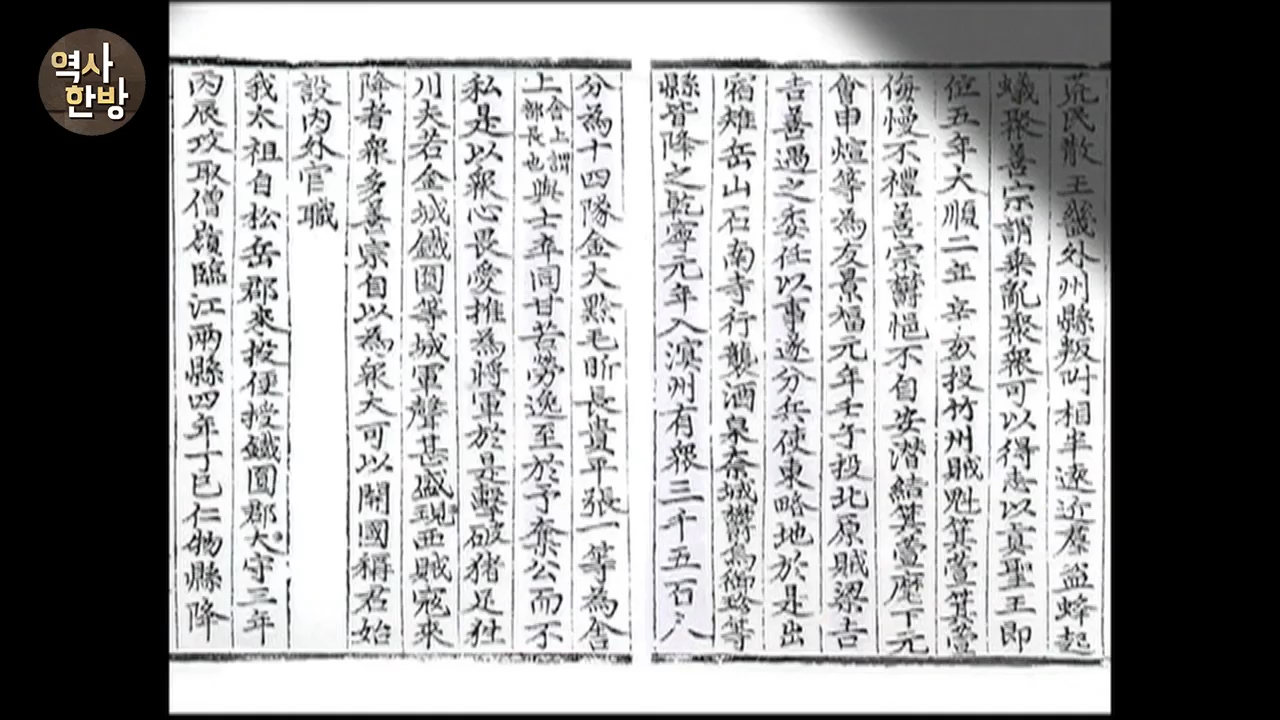 역사
한방
荒民散王畿外州縣叛叫相半遠近羣盜蜂起
蟻聚善宗謂乗亂聚衆可以得志以真聖王即
位五年大順二年辛亥投竹州賊魁箕萱箕萱
侮慢不禮善宗欝悒不自安潜結箕萱麾下元
會申煊等為友景福元年壬子投北原賊梁吉
吉善遇之委任以事遂分兵使東略地於是出
宿雉岳山石南寺行襲酒泉奈城欝烏御珍等
縣皆降之乾寧元年入溟州有衆三千五百人
分為十四隊金大黔毛昕長貴平張一等為舍
上舍上謂部長也與士卒同甘苦勞逸至於予奪公而不
私是以衆心畏愛推為將軍於是擊破猪足狌
川夫若金城鐵圓等城軍聲甚盛浿西賊寇來
降者衆多善宗自以為衆大可以開國稱君始
設内外官職
我太祖自松岳郡來投便授鐵圓郡大守三年
丙辰攻取僧嶺臨江兩縣四年丁巳仁物縣降